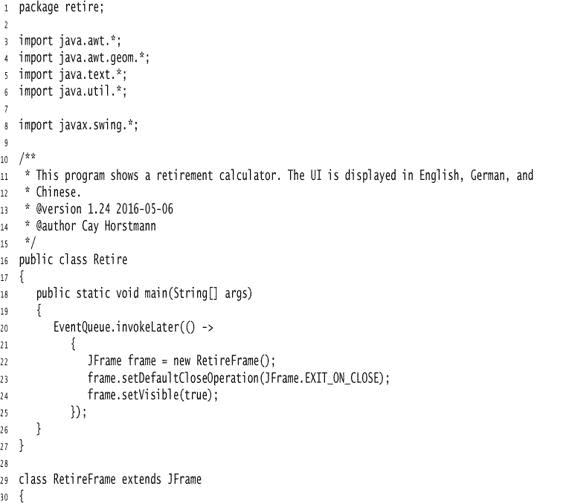 1 package retire;
2
3 import java.awt.*;
4 import java.awt.geom.*;
5 import java.text.*;
6 import java.util.*;
7
8 import javax.swing.*;
9
10 /**
11  * This program shows a retirement calculator. The UI is displayed in English, German, and
12  * Chinese.
13  * @version 1.24 2016-05-06
14  * @author Cay Horstmann
15  */
16 public class Retire
17 {
18    public static void main(String[] args)
19    {
20       EventQueue.invokeLater(() ->
21          {
22             JFrame frame = new RetireFrame();
23             frame.setDefaultCloseOperation(JFrame.EXIT_ON_CLOSE);
24             frame.setVisible(true);
25          });
26    }
27 }
28
29 class RetireFrame extends JFrame
30 {